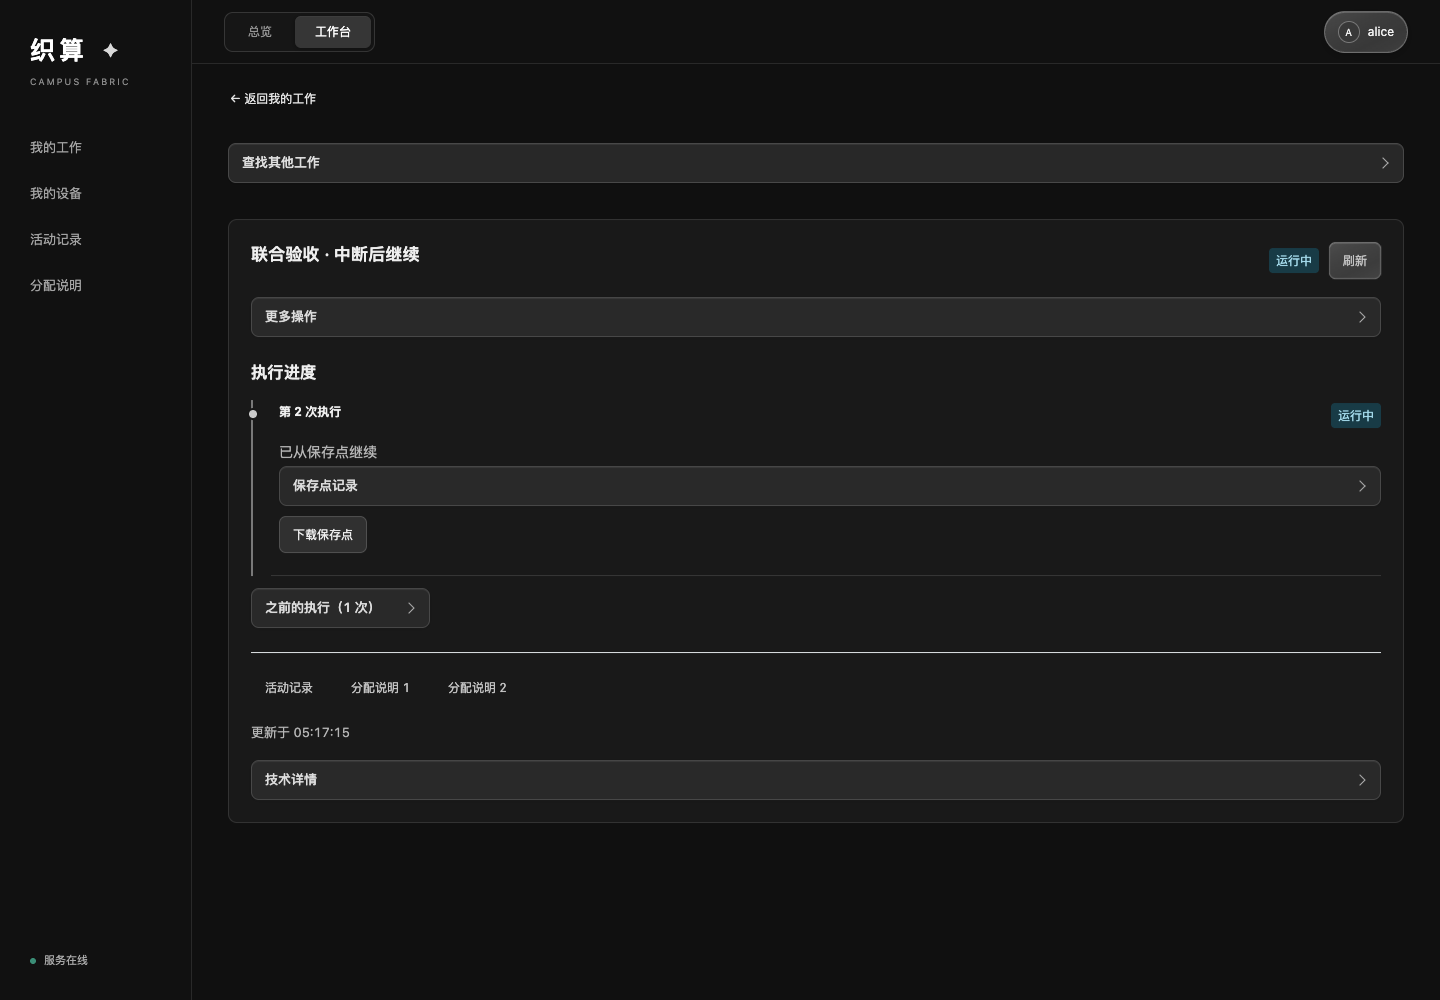 织算
CAMPUS FABRIC
我的工作
我的设备
活动记录
分配说明
服务在线
总览
工作台
A
alice
← 返回我的工作
查找其他工作
联合验收 · 中断后继续
运行中
刷新
更多操作
执行进度
第 2 次执行
运行中
已从保存点继续
保存点记录
下载保存点
之前的执行（1 次）
活动记录
分配说明 1
分配说明 2
更新于 05:17:15
技术详情